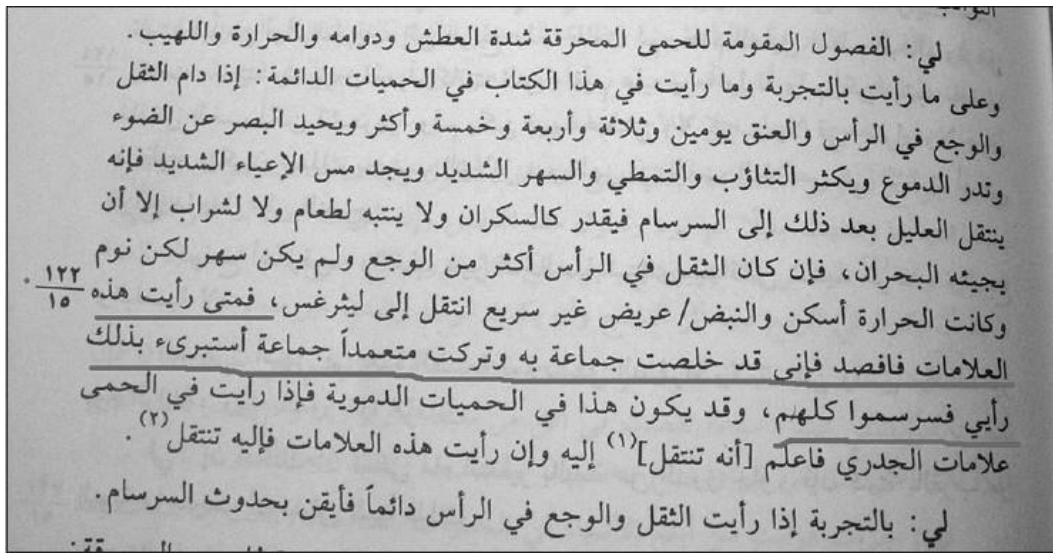 لي: الفصول المقومة للحمى المحرقة شدة العطش ودوامه والحرارة واللهيب.
وعلى ما رأيت بالتجربة وما رأيت في هذا الكتاب في الحميات الدائمة: إذا دام الثقل
والوجع في الرأس والعنق يومين وثلاثة وأربعة وخمسة وأكثر ويحيد البصر عن الضوء
وتدر الدموع ويكثر التثاؤب والتمطي والسهر الشديد ويجد مس الإعياء الشديد فإنه
ينتقل العليل بعد ذلك إلى السرسام فيقدر كالسكران ولا ينتبه لطعام ولا لشراب إلا أن
يجيئه البحران، فإن كان الثقل في الرأس أكثر من الوجع ولم يكن سهر لكن نوم
وكانت الحرارة أسكن والنبض/ عريض غير سريع انتقل إلى ليثرغس، فمتى رأيت هذه ١٢٢/١٥.
العلامات فافصد فإني قد خلصت جماعة به وتركت متعمداً جماعة أستبرىء بذلك
رأيي فسرسموا كلهم، وقد يكون هذا في الحميات الدموية فإذا رأيت في الحمى
علامات الجدري فاعلم [أنه تنتقل](١) إليه وإن رأيت هذه العلامات فإليه تنتقل(٢).
لي: بالتجربة إذا رأيت الثقل والوجع في الرأس دائماً فأيقن بحدوث السرسام.